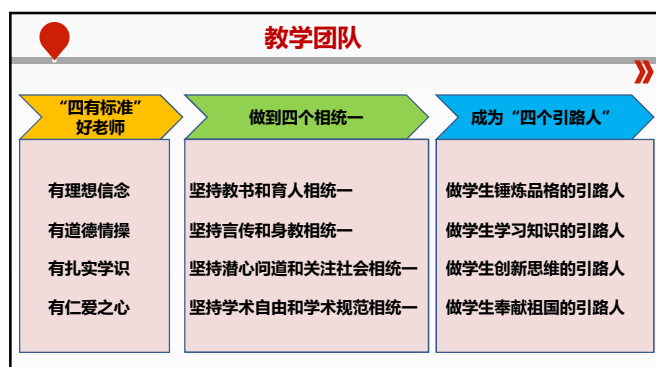 教学团队
“四有标准”
好老师
做到四个相统一
成为“四个引路人”
有理想信念
有道德情操
有扎实学识
有仁爱之心
坚持教书和育人相统一
坚持言传和身教相统一
坚持潜心问道和关注社会相统一
坚持学术自由和学术规范相统一
做学生锤炼品格的引路人
做学生学习知识的引路人
做学生创新思维的引路人
做学生奉献祖国的引路人